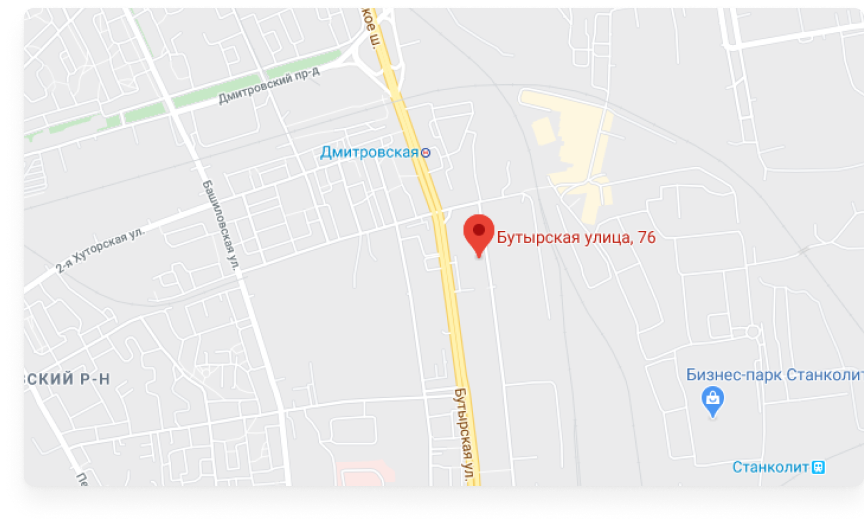 кое ш.
Дмитровский пр-д
Дмитровская
Башиловская ул.
2-я Хуторская ул.
Бутырская улица, 76
ВСКИЙ Р-Н
Бизнес-парк Станколит
Бутырская ул.
Станколит
Пе